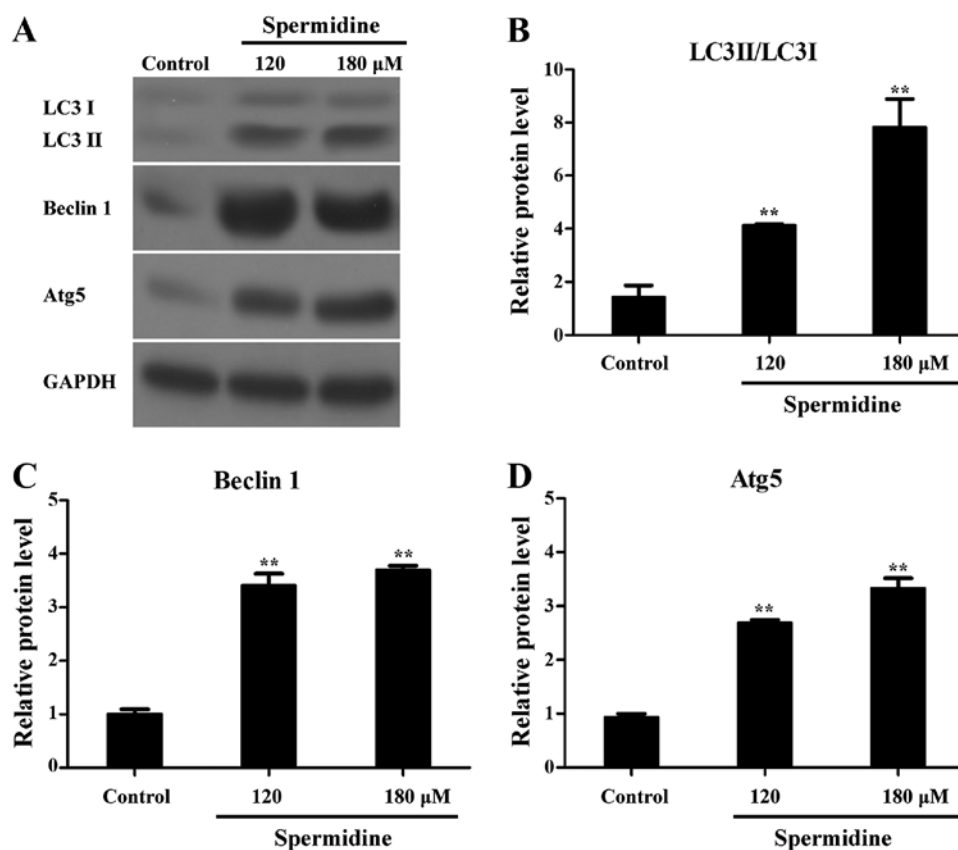 A
Spermidine
Control 120 180 μM
LC3 I
LC3 II
Beclin 1
Atg5
GAPDH
B
LC3II/LC3I
Relative protein level
10
8
6
4
2
0
**
**
Control 120 180 μM
Spermidine
C
Beclin 1
Relative protein level
5
4
3
2
1
0
**
**
Control 120 180 μM
Spermidine
D
Atg5
Relative protein level
5
4
3
2
1
0
**
**
Control 120 180 μM
Spermidine